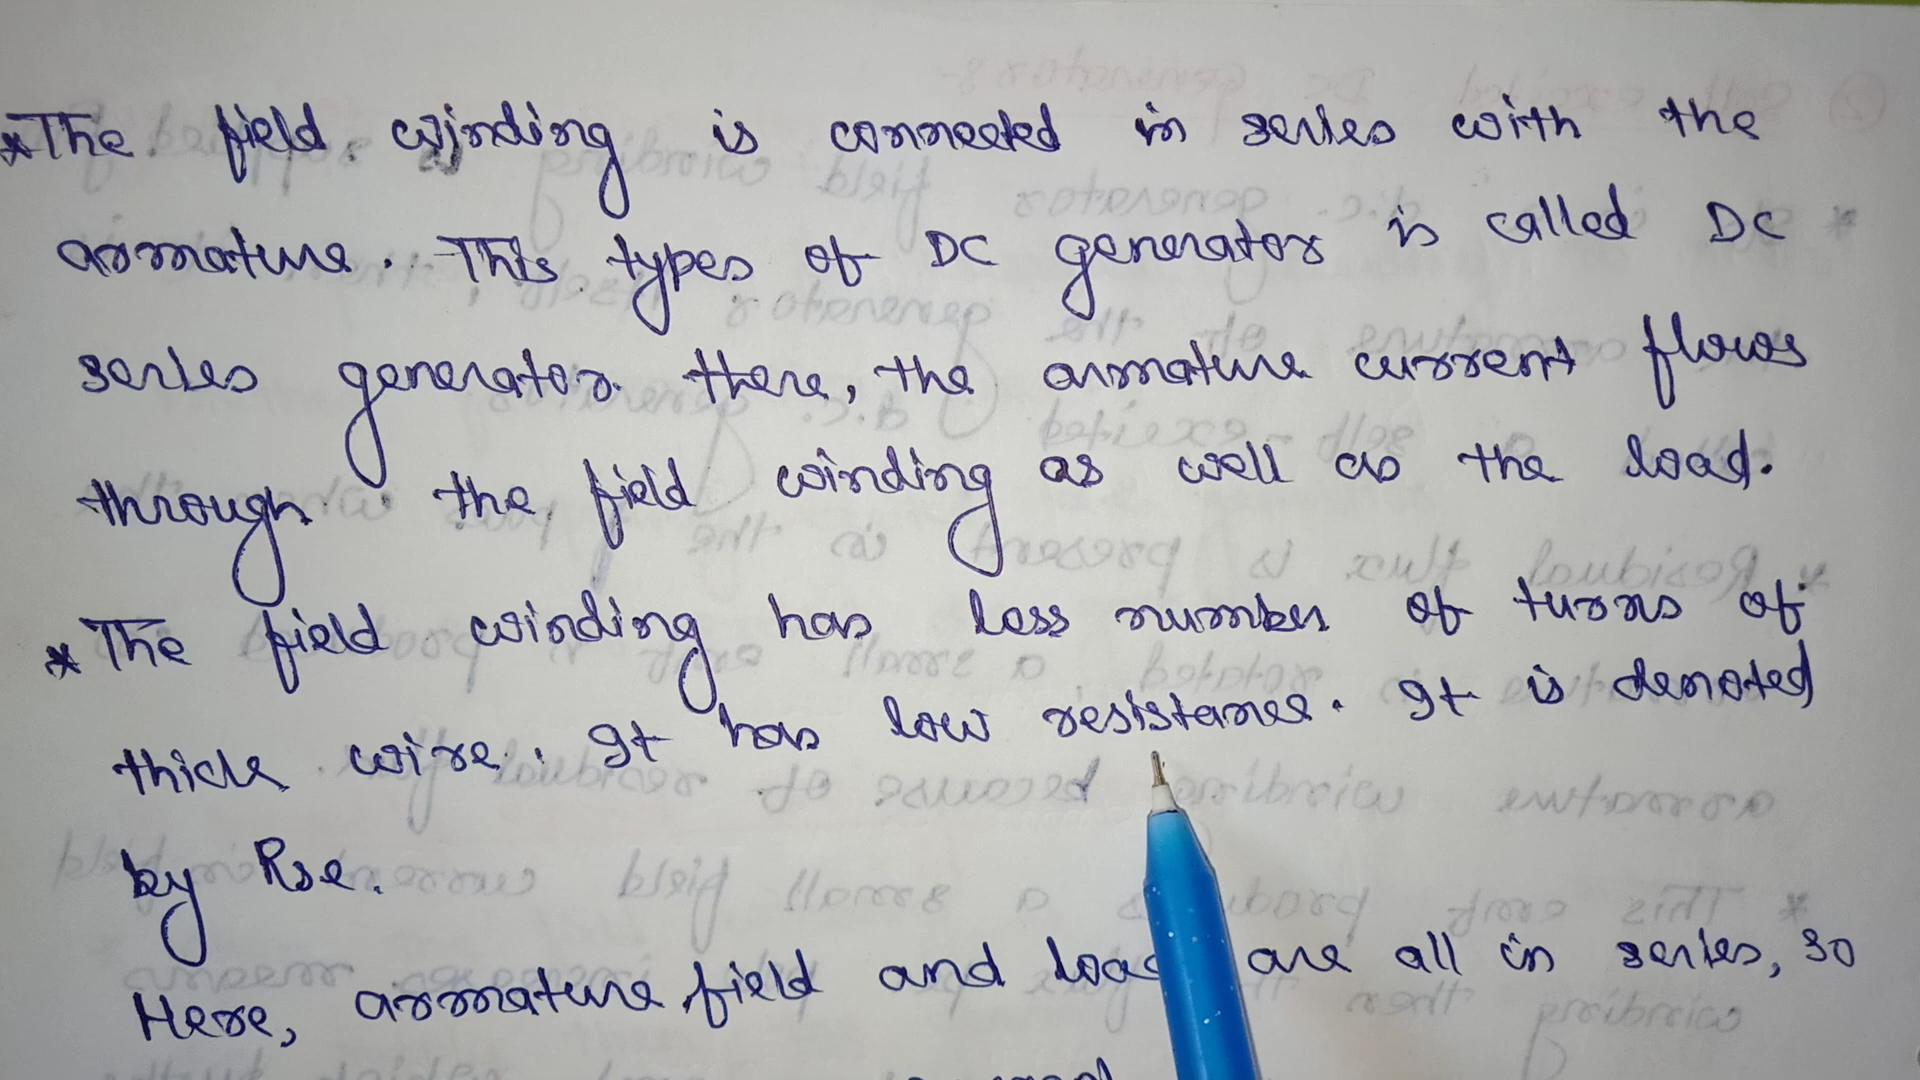 *The field winding is connected in series with the
armature. This types of DC generator is called DC
series generator. there, the armature current flows
through the field winding as well as the load.
*The field winding has less number of turns of
thick wire. It has low resistance. It is denoted
by Rse.
Here, armature, field and load are all in series, so